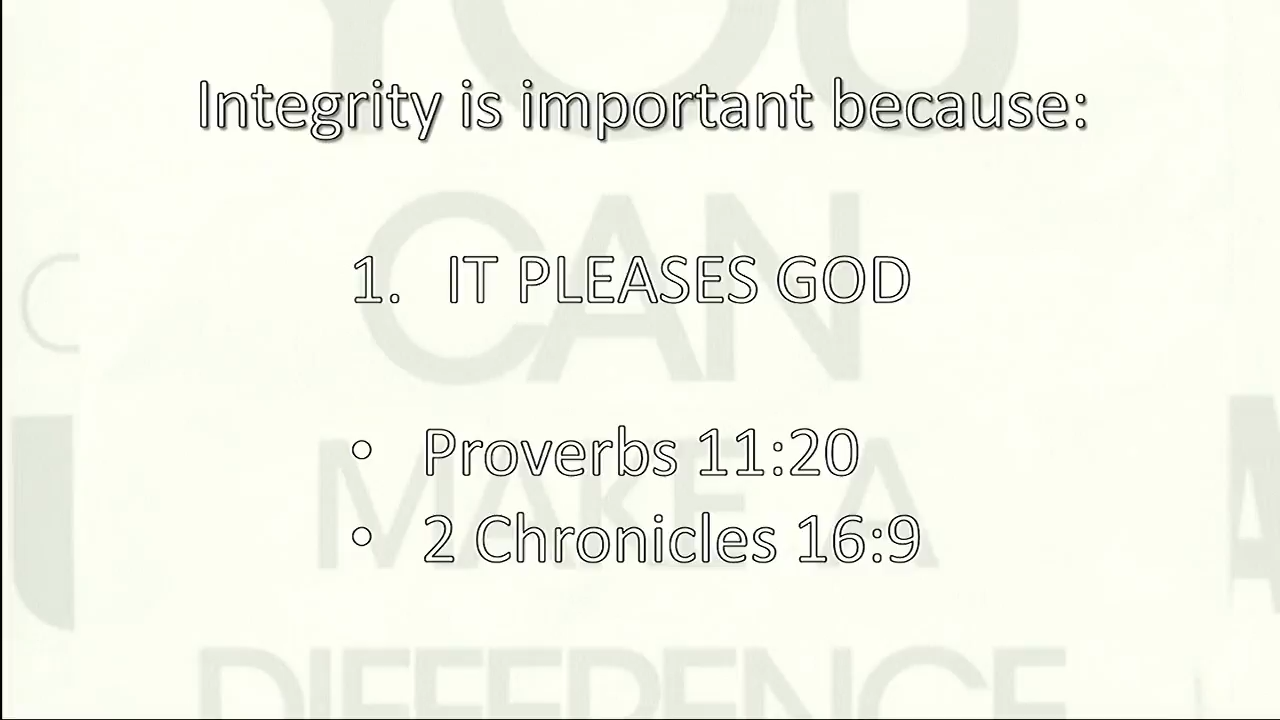 YOU
Integrity is important because:
CAN
1. IT PLEASES GOD
• Proverbs 11:20
MAKE A
• 2 Chronicles 16:9
DIFFERENCE